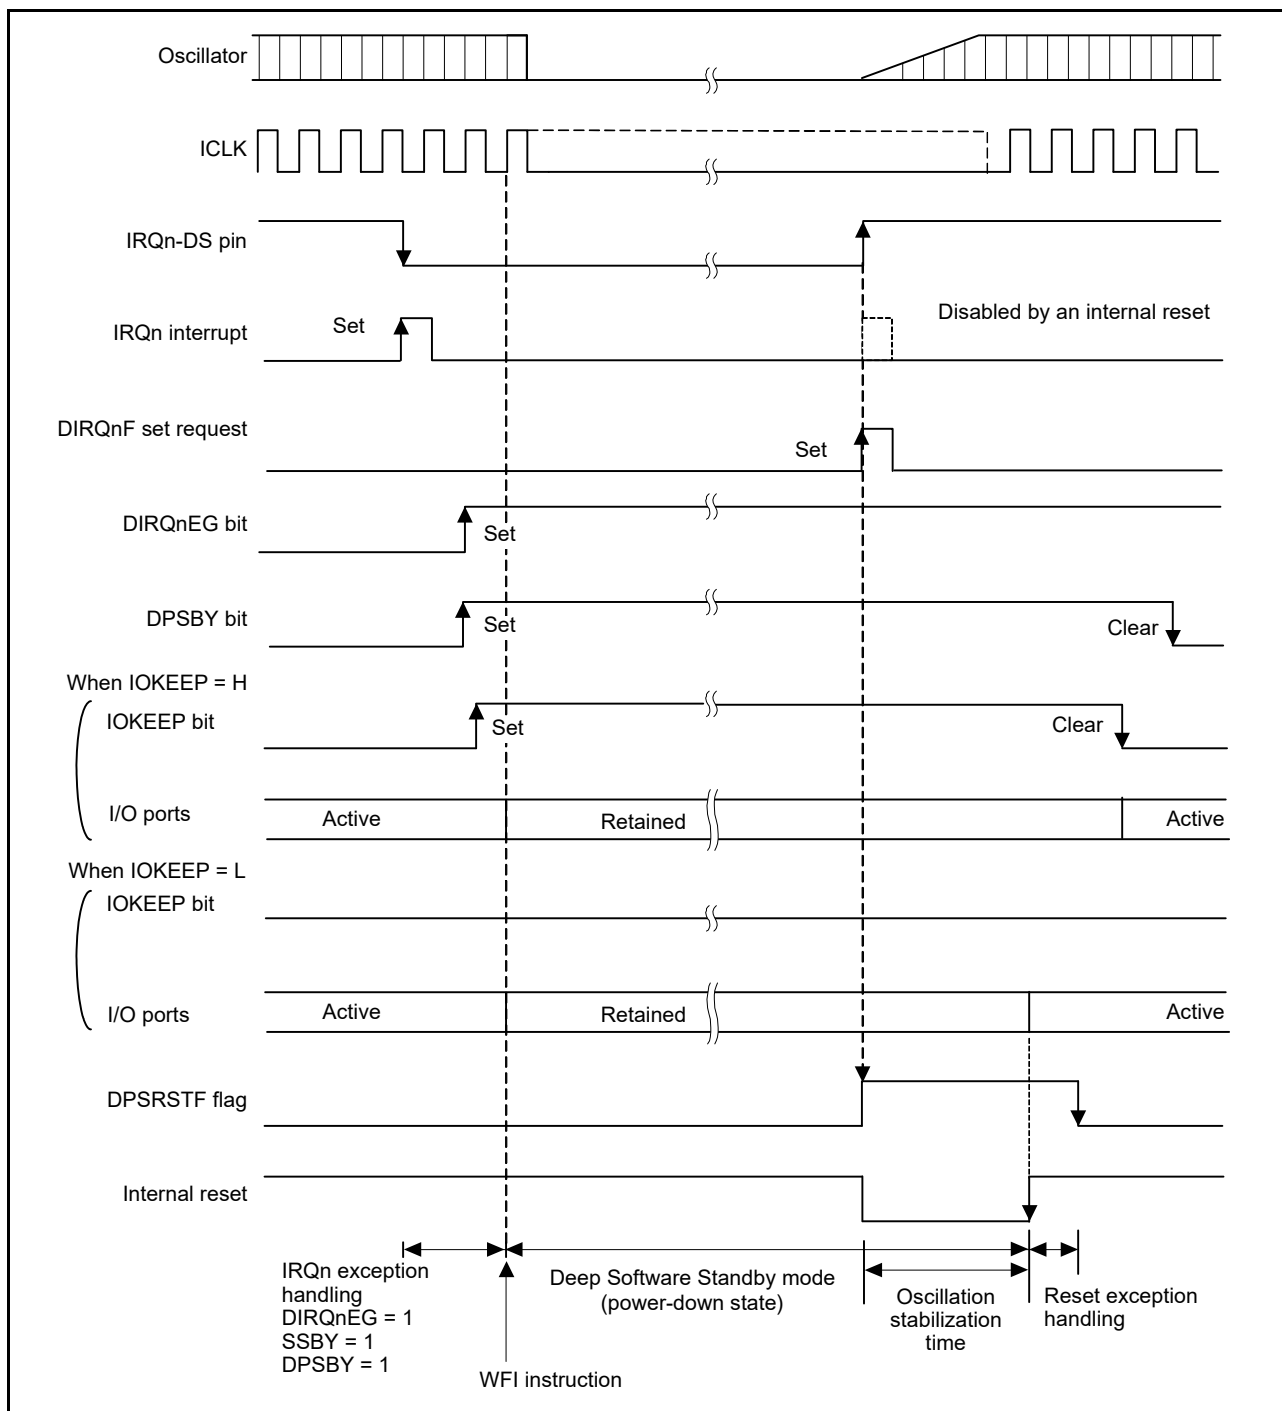 Oscillator
ICLK
IRQn-DS pin
IRQn interrupt
Set
Disabled by an internal reset
DIRQnF set request
Set
DIRQnEG bit
Set
DPSBY bit
Set
Clear
When IOKEEP = H
IOKEEP bit
Set
Clear
I/O ports
Active
Retained
Active
When IOKEEP = L
IOKEEP bit
I/O ports
Active
Retained
Active
DPSRSTF flag
Internal reset
IRQn exception
handling
DIRQnEG = 1
SSBY = 1
DPSBY = 1
WFI instruction
Deep Software Standby mode
(power-down state)
Oscillation
stabilization
time
Reset exception
handling